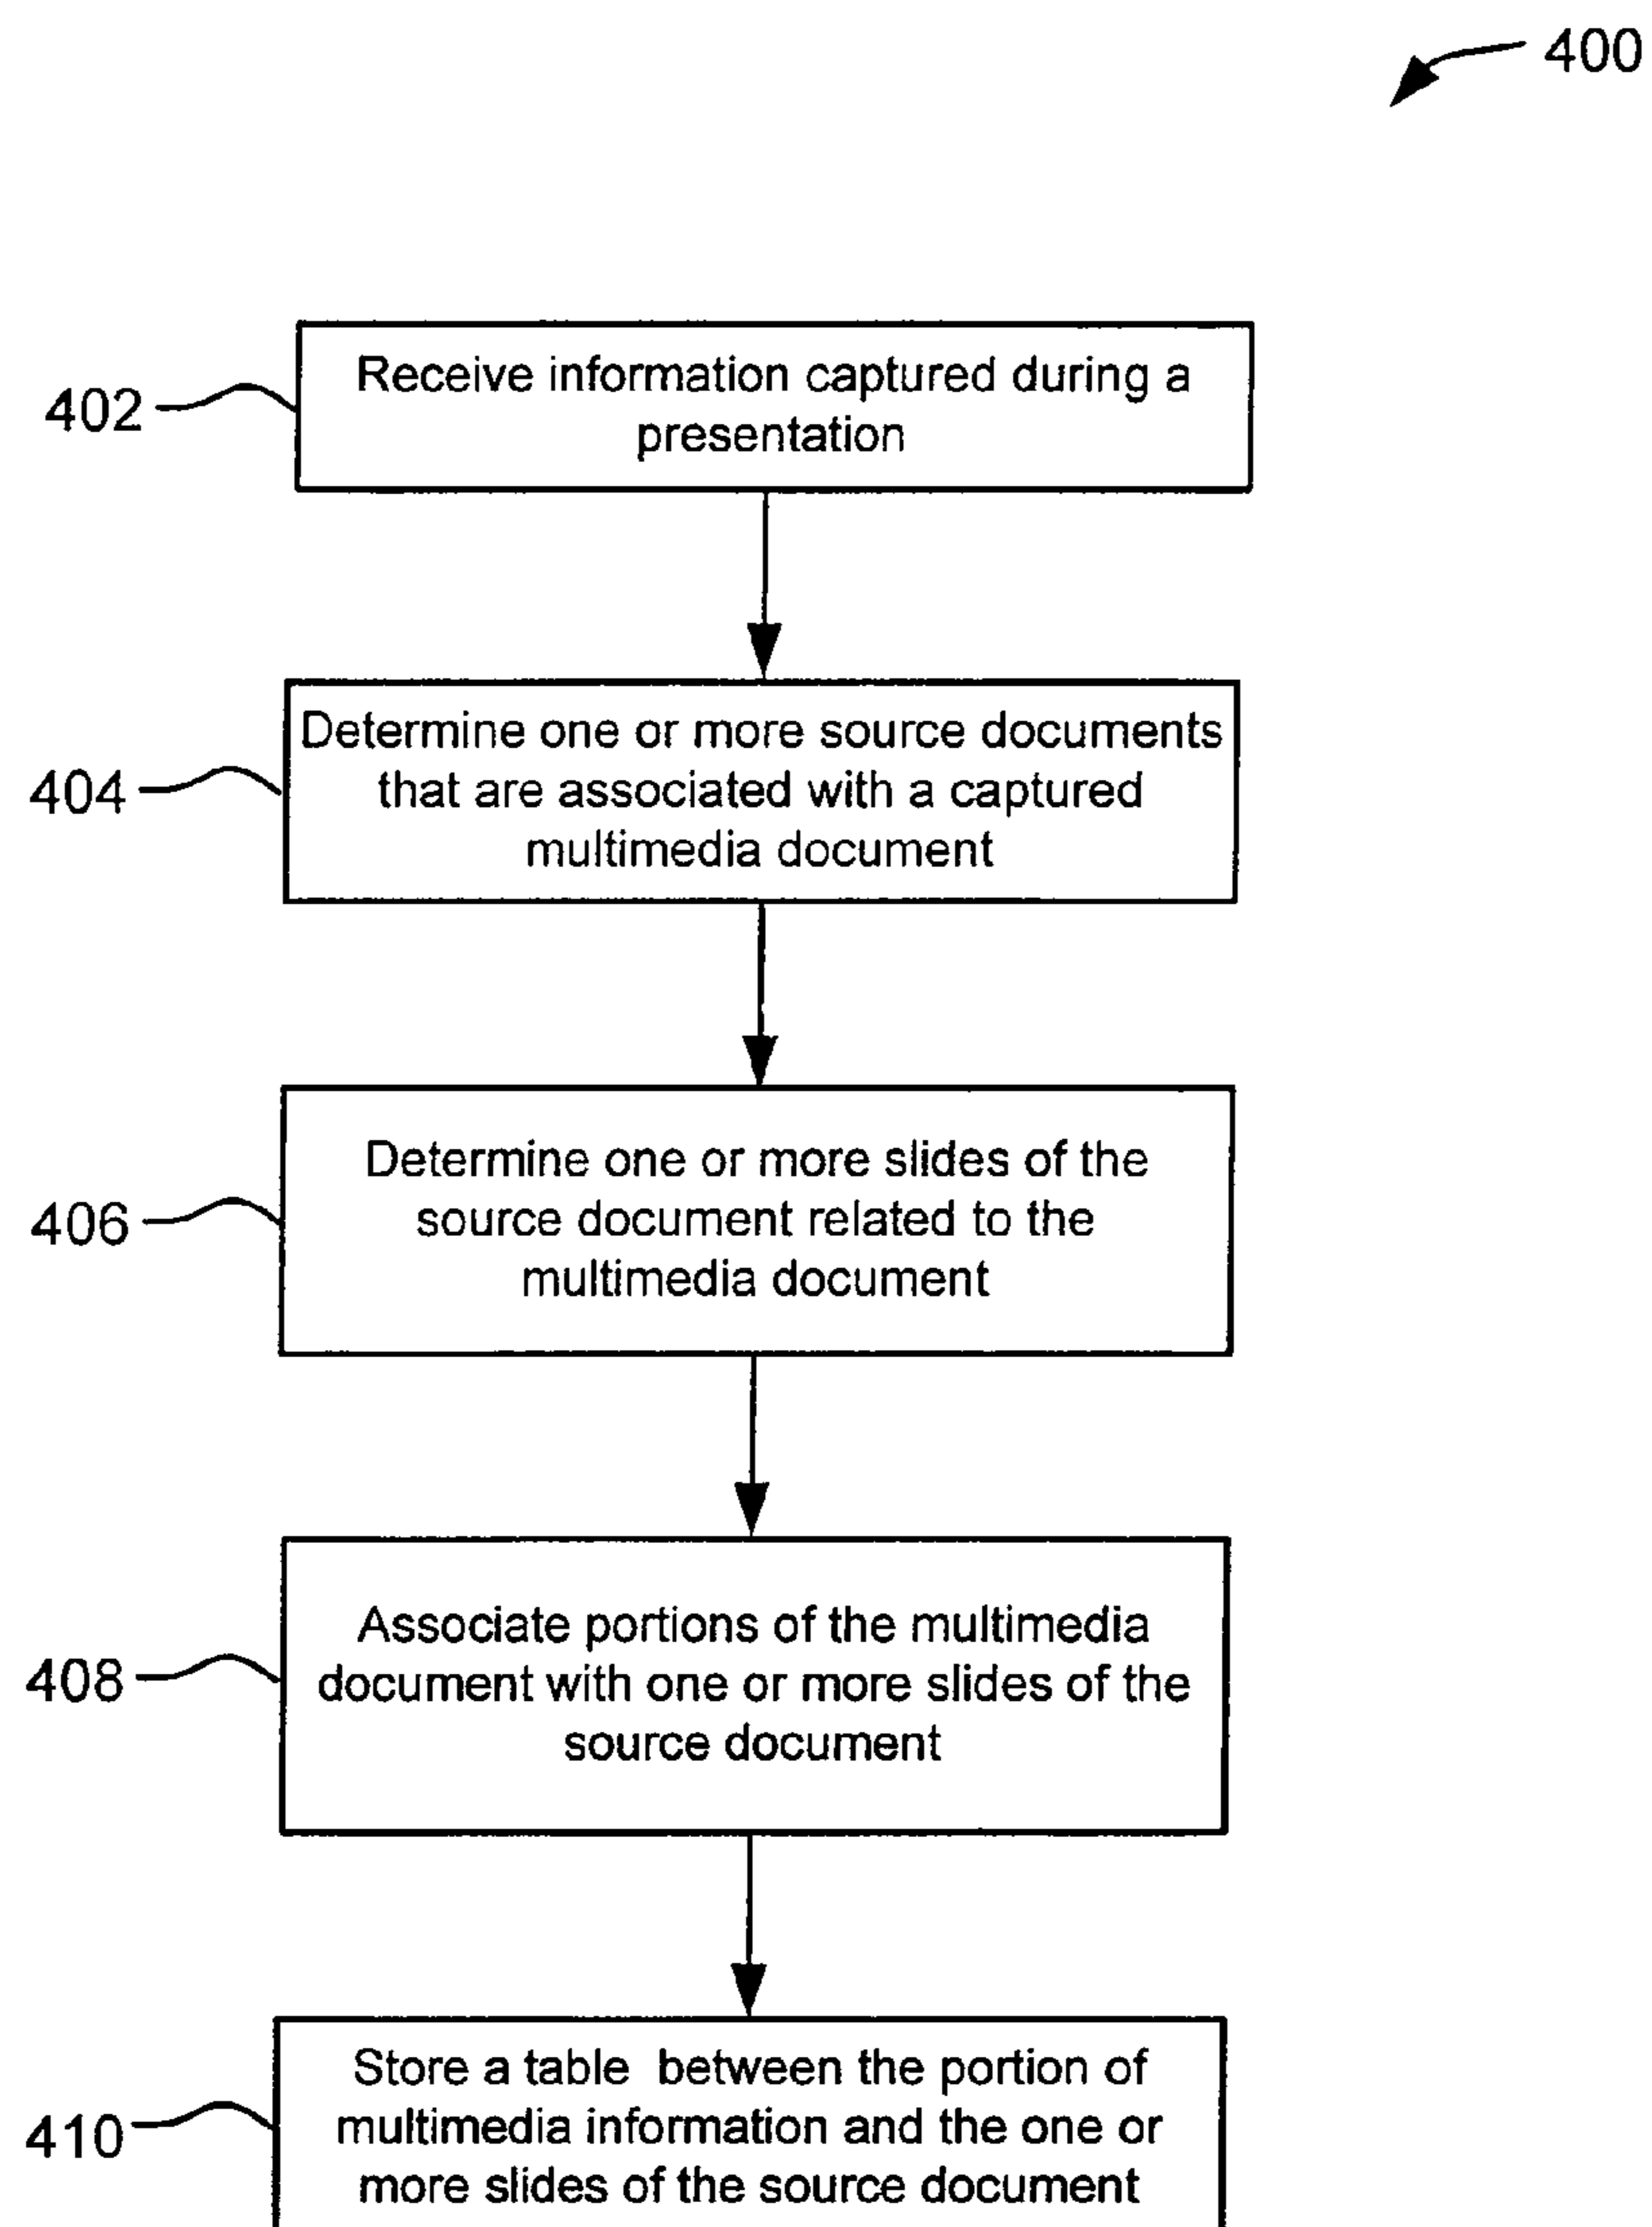 400
402
Receive information captured during a
presentation
404
Determine one or more source documents
that are associated with a captured
multimedia document
406
Determine one or more slides of the
source document related to the
multimedia document
408
Associate portions of the multimedia
document with one or more slides of the
source document
410
Store a table between the portion of
multimedia information and the one or
more slides of the source document